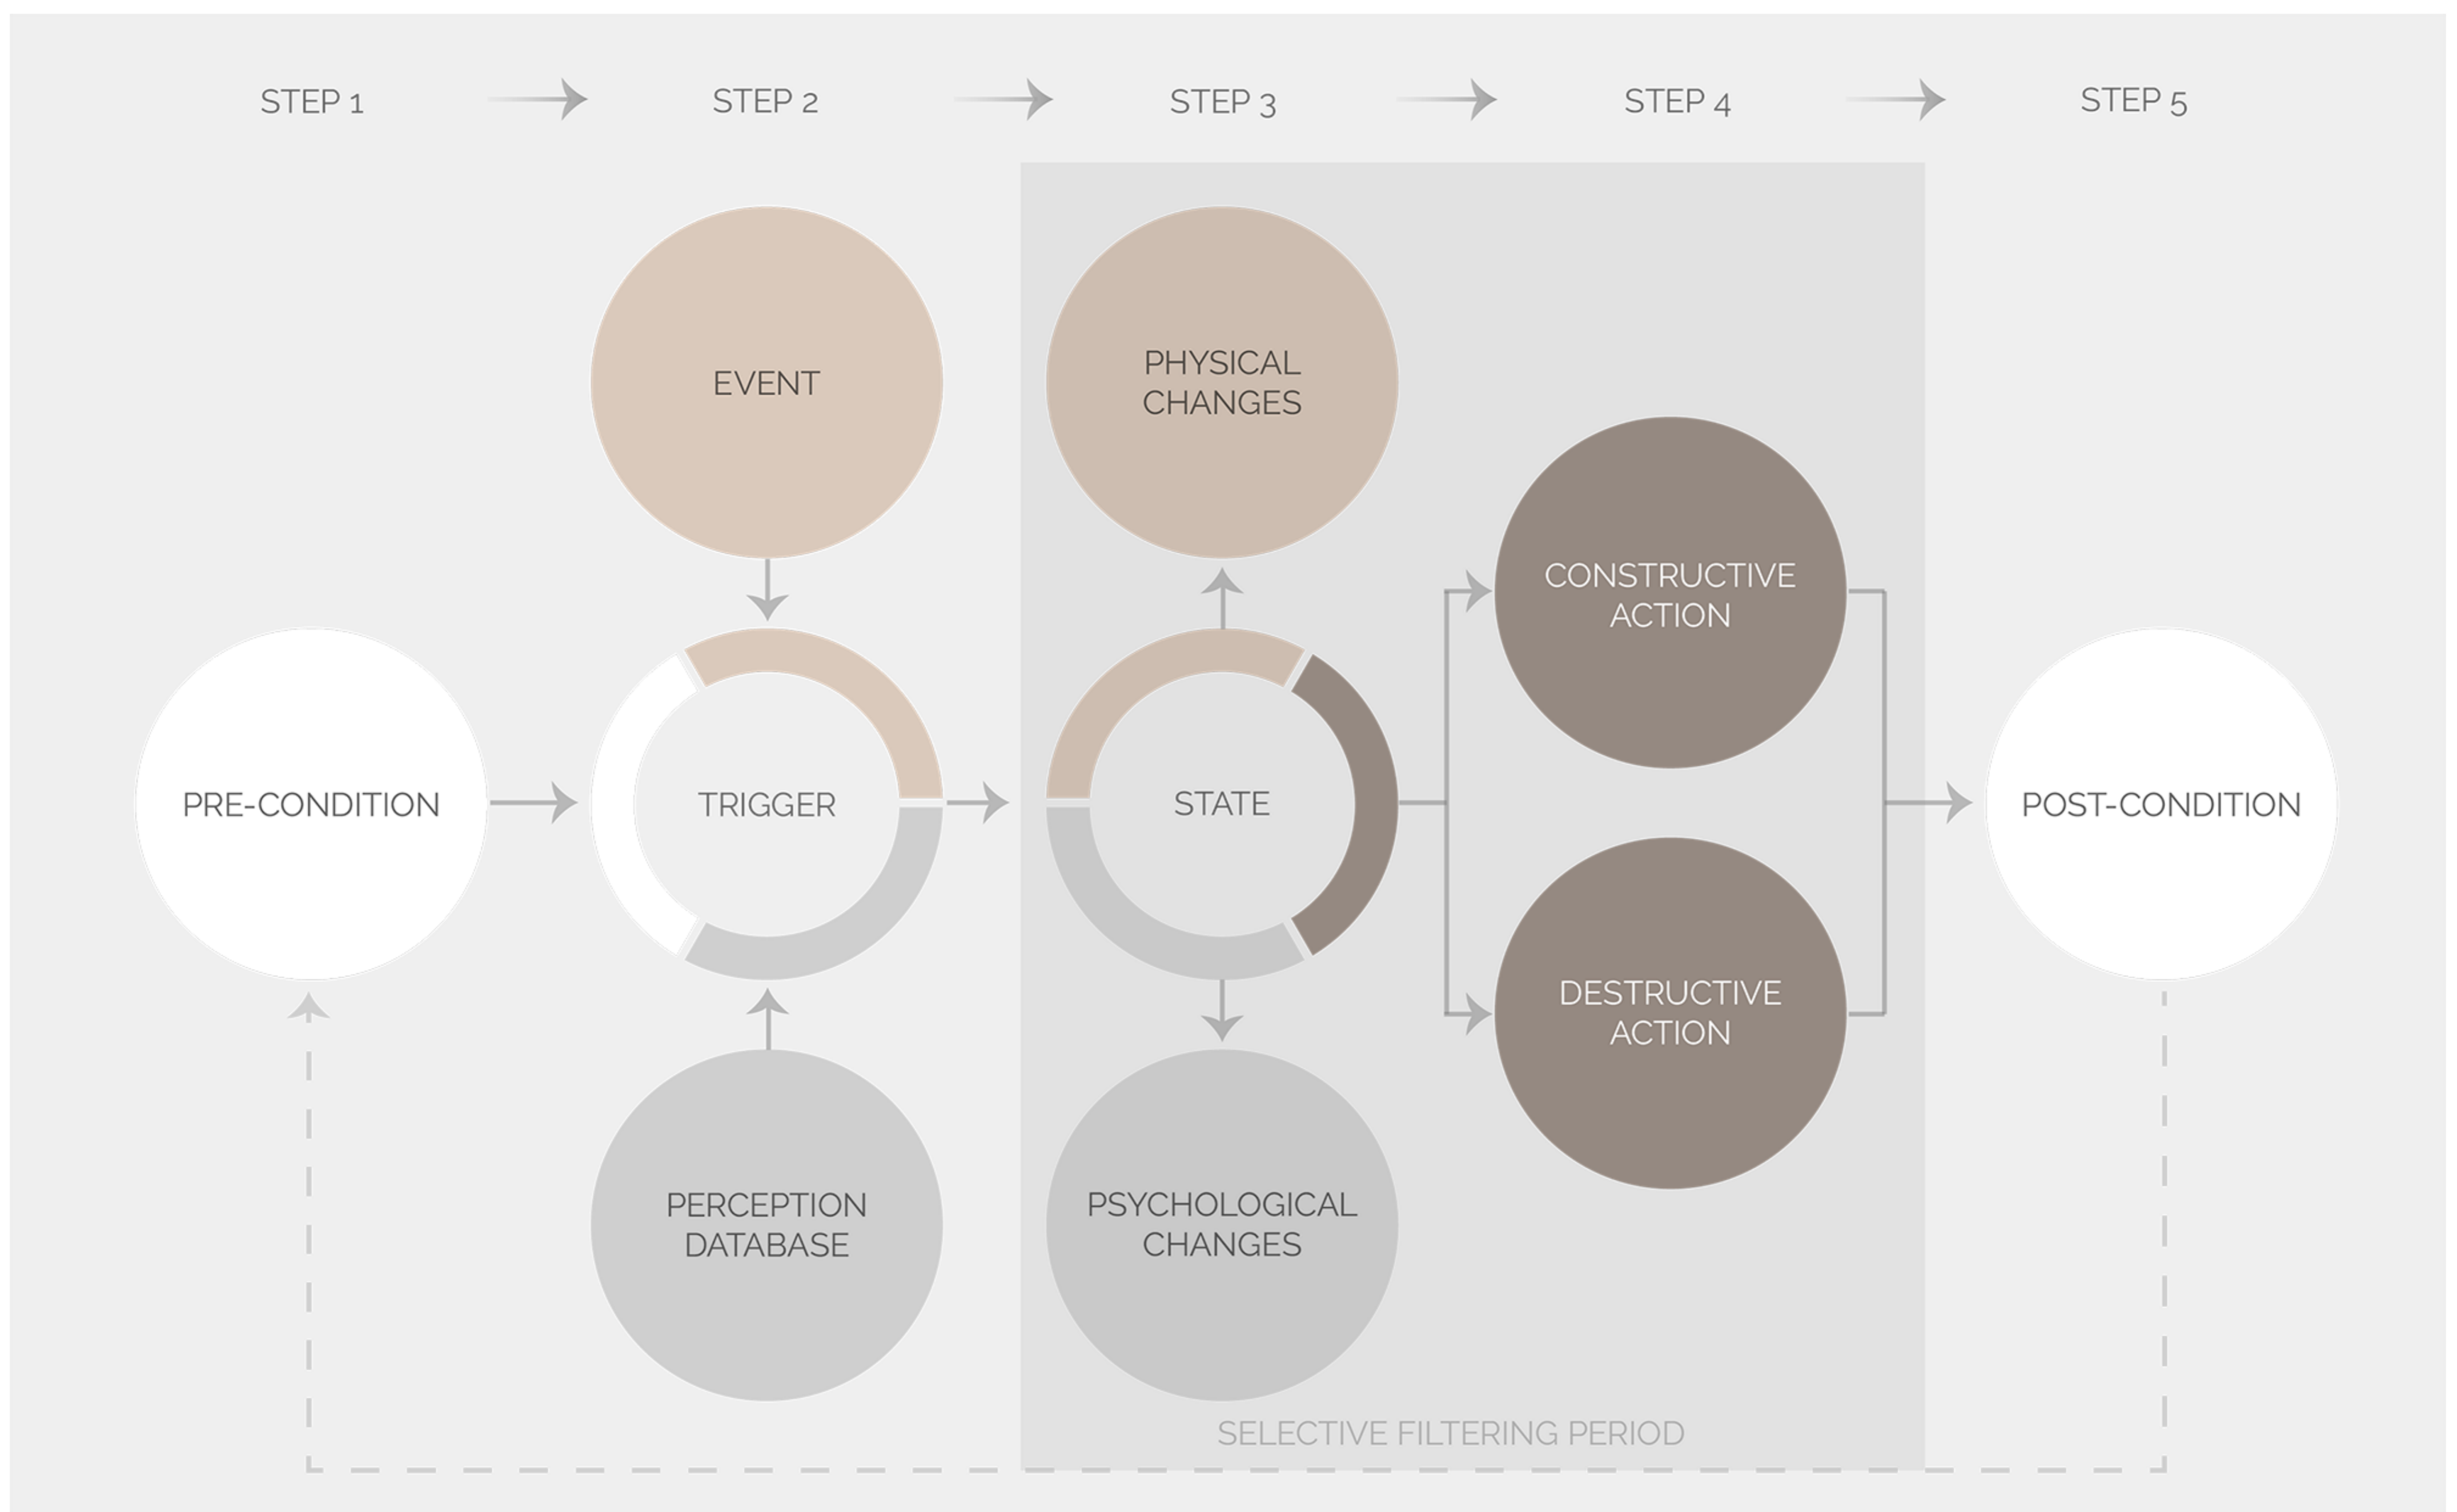 STEP 1
STEP 2
STEP 3
STEP 4
STEP 5
EVENT
PHYSICAL
CHANGES
CONSTRUCTIVE
ACTION
PRE-CONDITION
TRIGGER
STATE
POST-CONDITION
DESTRUCTIVE
ACTION
PERCEPTION
DATABASE
PSYCHOLOGICAL
CHANGES
SELECTIVE FILTERING PERIOD